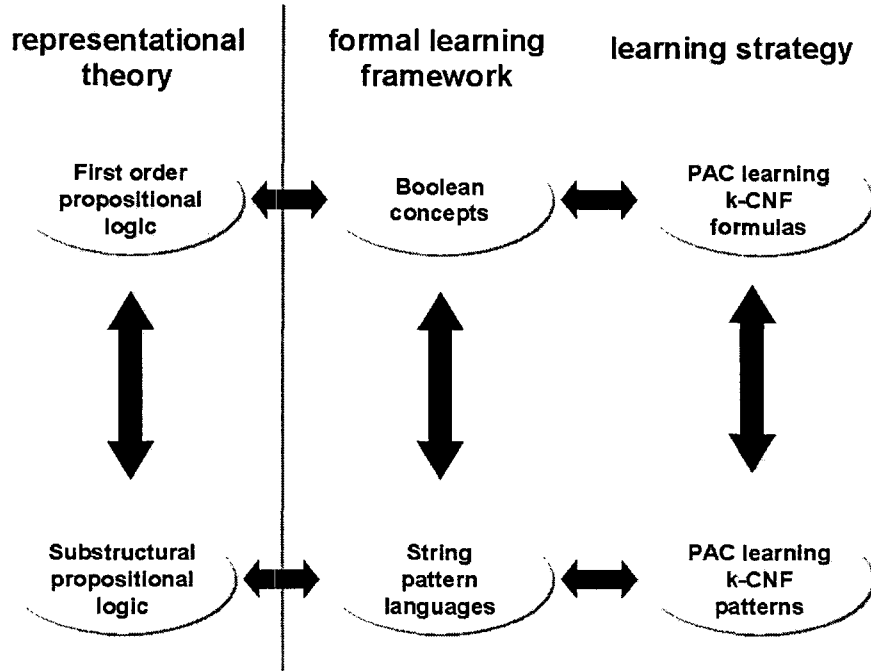 representational
theory
formal learning
framework
learning strategy
First order
propositional
logic
Boolean
concepts
PAC learning
k-CNF
formulas
Substructural
propositional
logic
String
pattern
languages
PAC learning
k-CNF
patterns